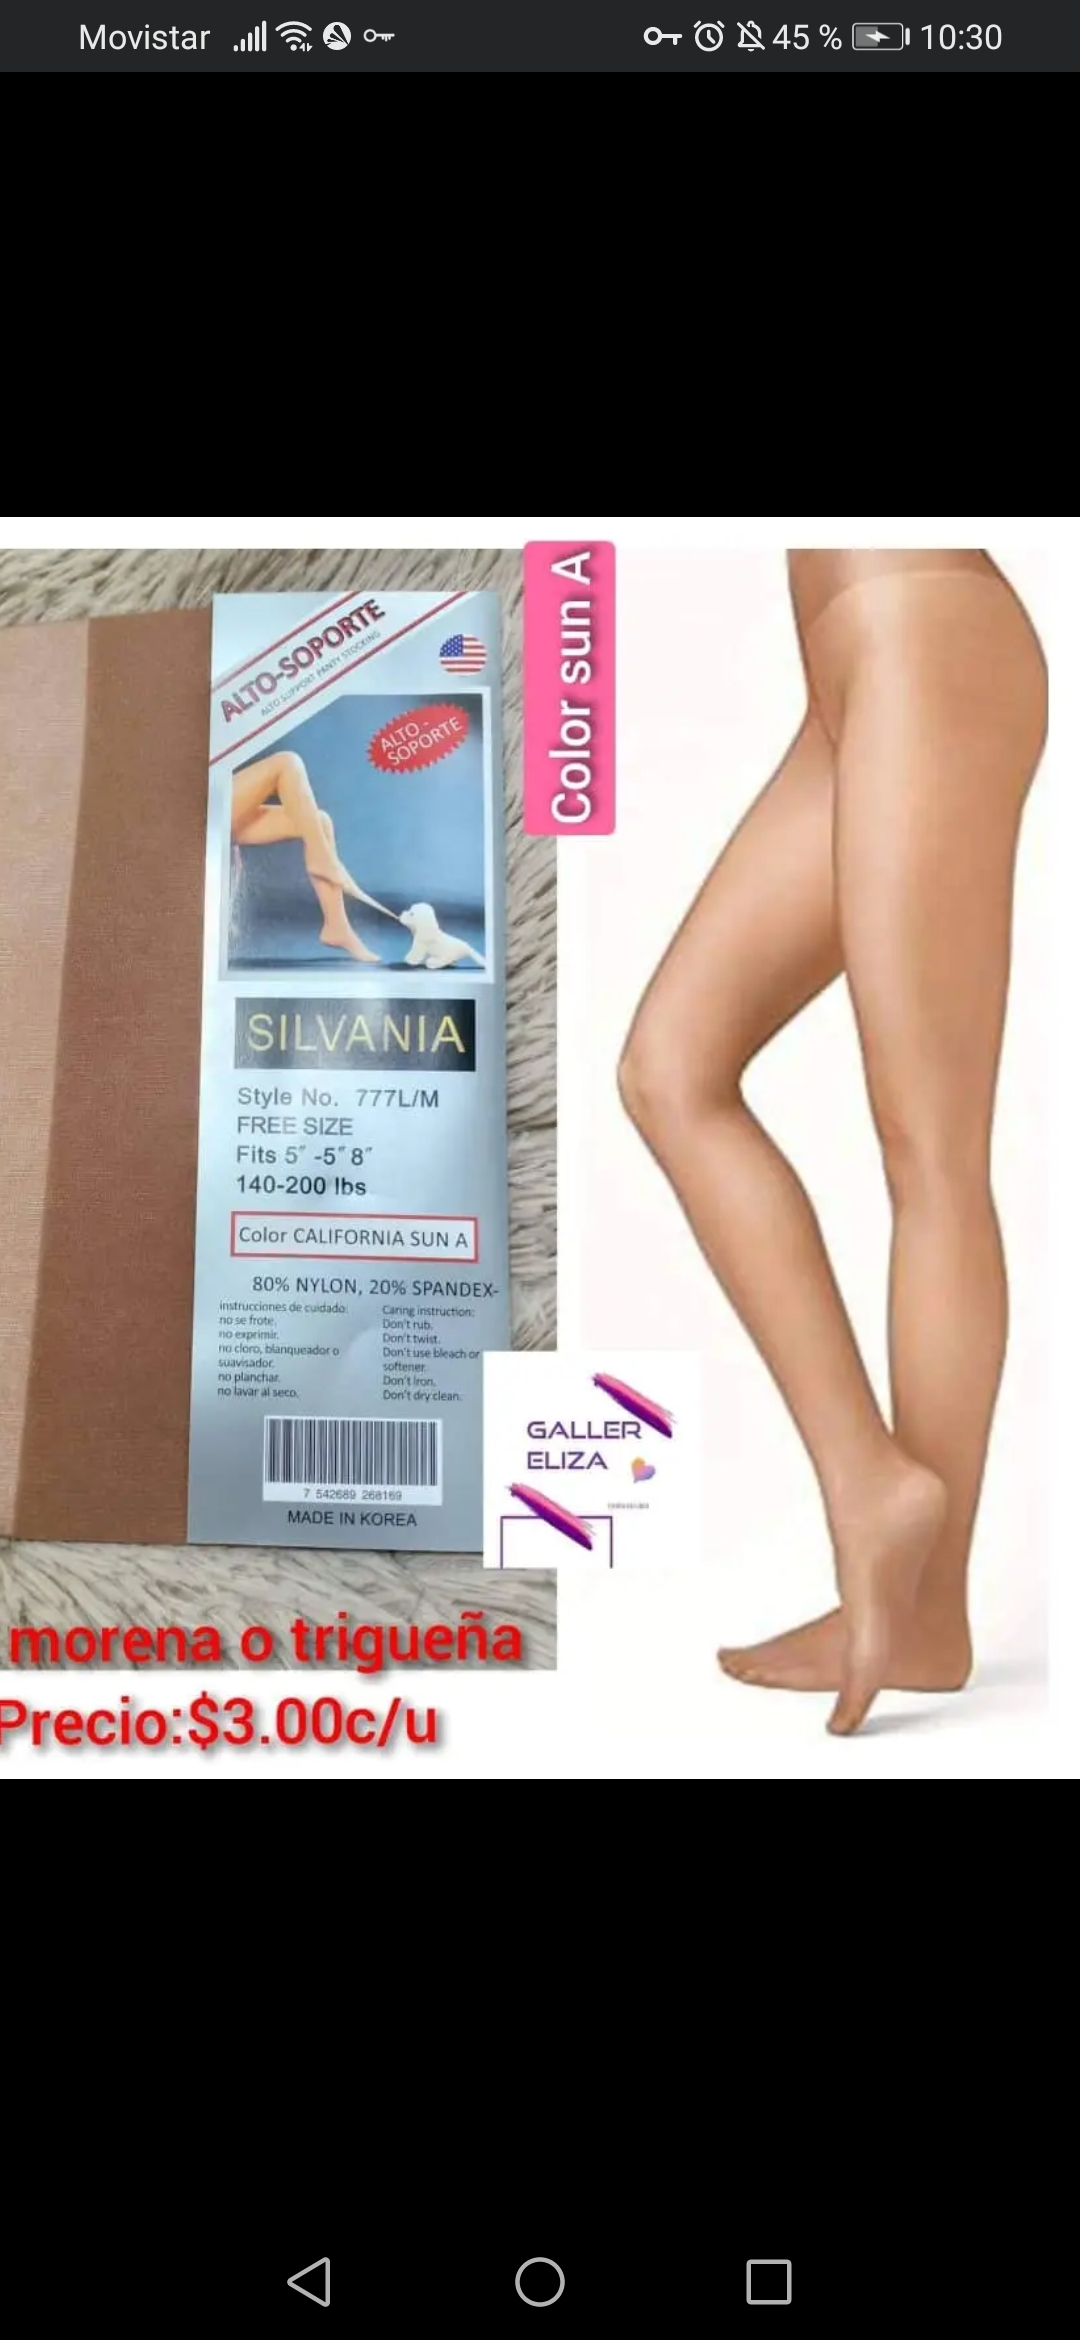 Movistar 45 % 10:30
ALTO-SOPORTE
ALTO SUPPORT PANTY STOCKING
ALTO-
SOPORTE
SILVANIA
Style No. 777L/M
FREE SIZE
Fits 5" -5" 8"
140-200 lbs
Color CALIFORNIA SUN A
80% NYLON, 20% SPANDEX-
instrucciones de cuidado:
no se frote.
no exprimir.
no cloro, blanqueador o
suavisador.
no planchar.
no lavar al seco.
Caring instruction:
Don't rub.
Don't twist.
Don't use bleach or
softener.
Don't Iron.
Don't dry clean.
7 542689 268169
MADE IN KOREA
Color sun A
GALLER
ELIZA
morena o trigueña
Precio:$3.00c/u